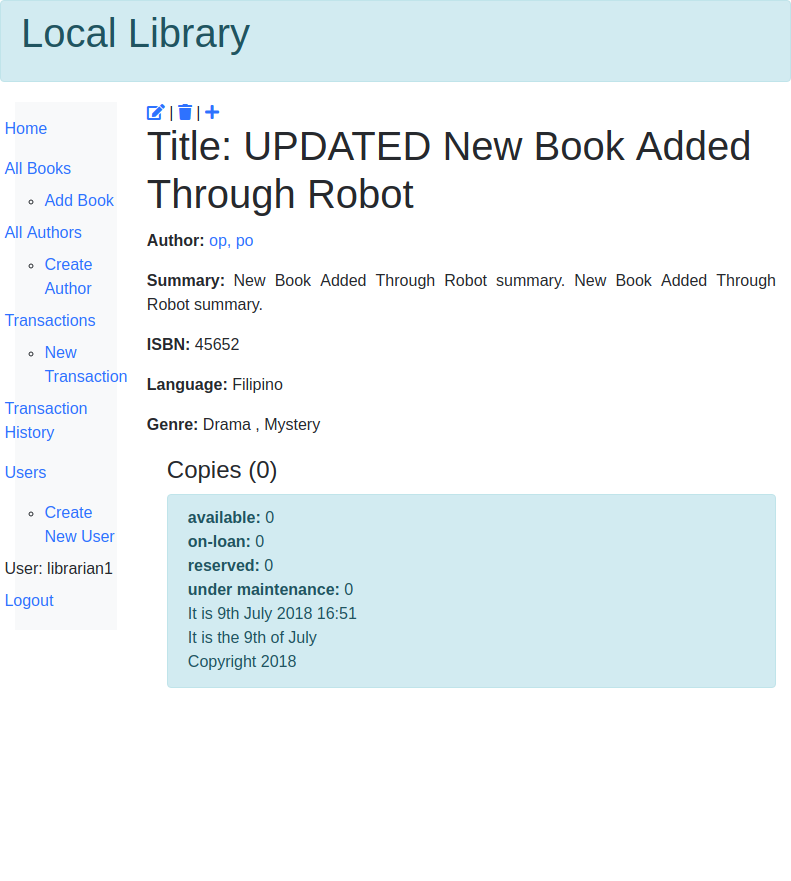 Local Library
Home
All Books
Add Book
All Authors
Create
Author
Transactions
New
Transaction
Transaction
History
Users
Create
New User
User: librarian1
Logout
| |
Title: UPDATED New Book Added
Through Robot
Author: op, po
Summary: New Book Added Through Robot summary. New Book Added Through
Robot summary.
ISBN: 45652
Language: Filipino
Genre: Drama , Mystery
Copies (0)
available: 0
on-loan: 0
reserved: 0
under maintenance: 0
It is 9th July 2018 16:51
It is the 9th of July
Copyright 2018